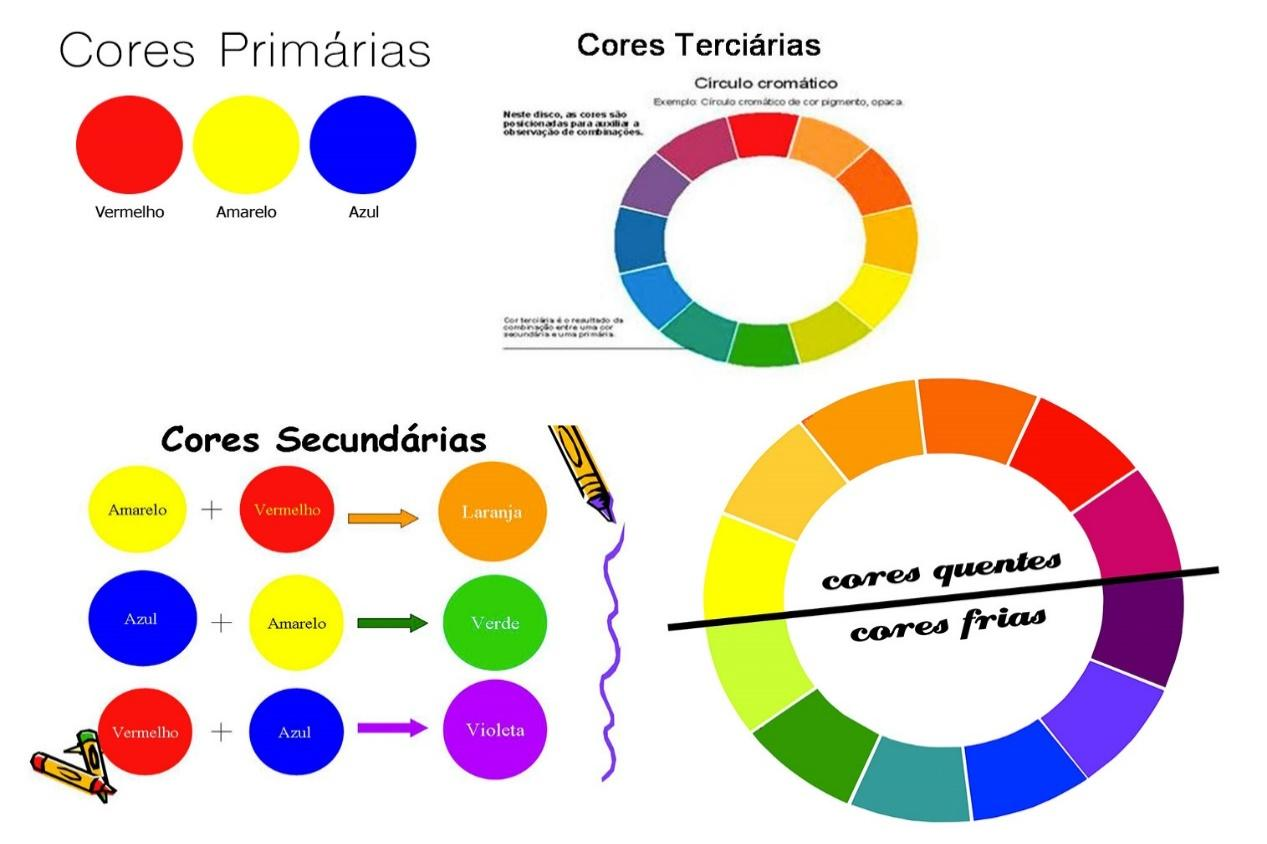 Cores Primárias
Vermelho Amarelo Azul
Cores Terciárias
Círculo cromático
Exemplo: Círculo cromático de cor pigmento, opaca.
Neste disco, as cores são
posicionadas para auxiliar a
observação de combinações.
Cor terciária é o resultado da
combinação entre uma cor
secundária e uma primária.
Cores Secundárias
Amarelo + Vermelho Laranja
Azul + Amarelo Verde
Vermelho + Azul Violeta
cores quentes
cores frias